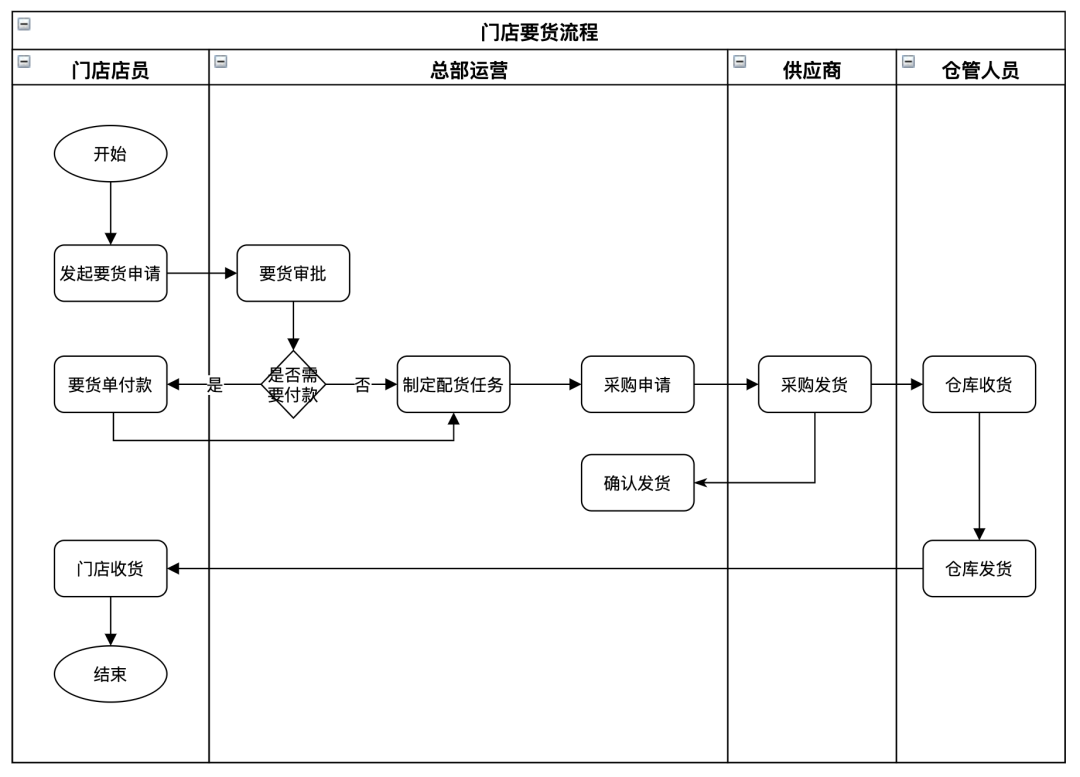 门店要货流程
门店店员
总部运营
供应商
仓管人员
开始
发起要货申请
要货审批
要货单付款
是
是否需
要付款
否
制定配货任务
采购申请
采购发货
仓库收货
确认发货
门店收货
仓库发货
结束